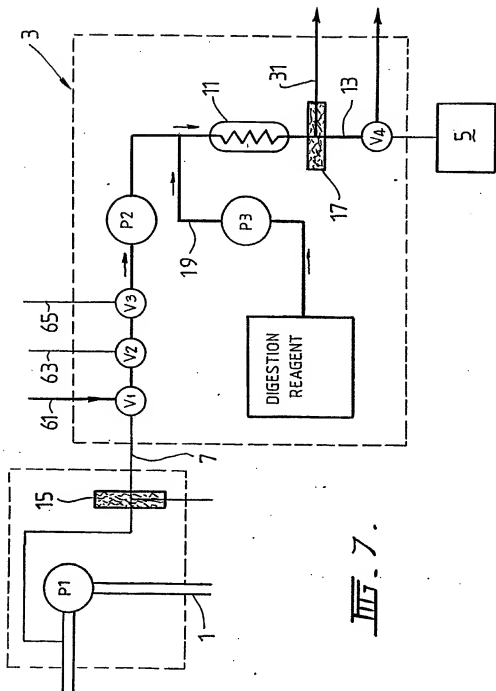 3
61
63
65
V1
V2
V3
P2
11
31
15
7
P1
19
P3
17
13
V4
1
DIGESTION
REAGENT
5
FIG. 7.